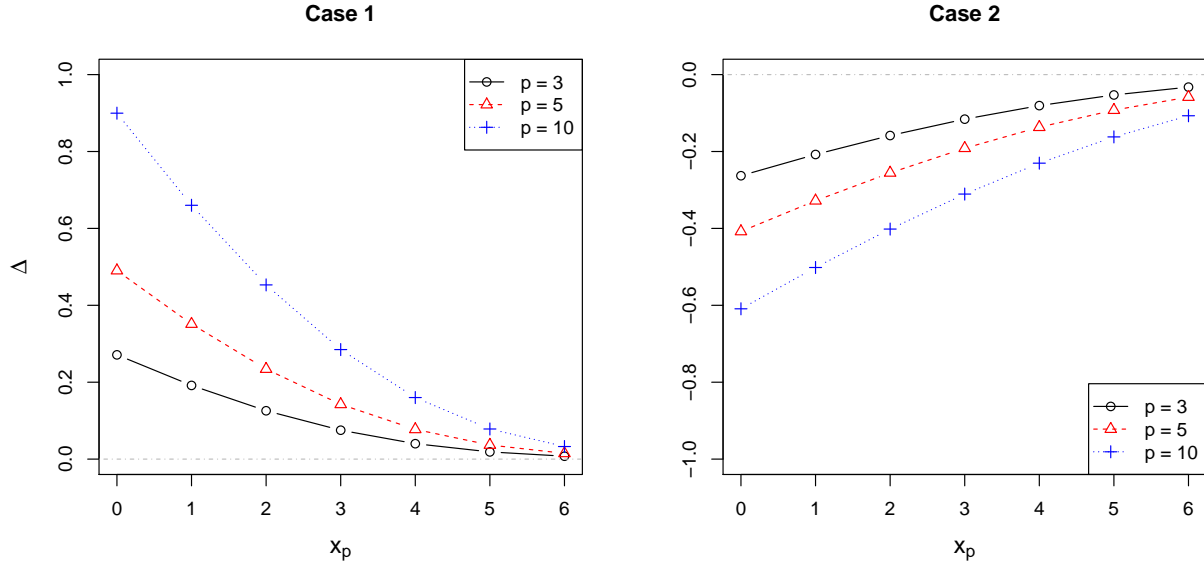 Case 1
1.0
0.8
0.6
0.4
0.2
0.0
Δ
0 1 2 3 4 5 6
x_p
p = 3
p = 5
p = 10
Case 2
0.0
−0.2
−0.4
−0.6
−0.8
−1.0
0 1 2 3 4 5 6
x_p
p = 3
p = 5
p = 10